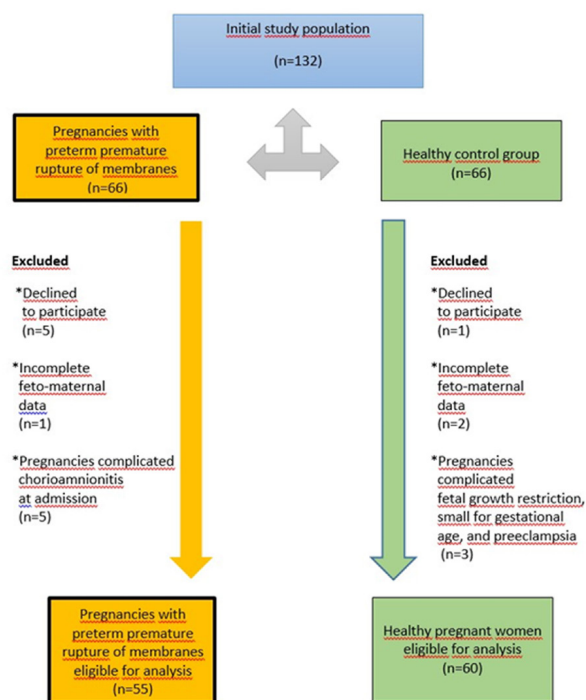 Initial study population
(n=132)
Pregnancies with
preterm premature
rupture of membranes
(n=66)
Healthy control group
(n=66)
Excluded
*Declined
to participate
(n=5)
*Incomplete
feto-maternal
data
(n=1)
*Pregnancies complicated
chorioamnionitis
at admission
(n=5)
Excluded
*Declined
to participate
(n=1)
*Incomplete
feto-maternal
data
(n=2)
*Pregnancies
complicated
fetal growth restriction,
small for gestational
age, and preeclampsia
(n=3)
Pregnancies with
preterm premature
rupture of membranes
eligible for analysis
(n=55)
Healthy pregnant women
eligible for analysis
(n=60)